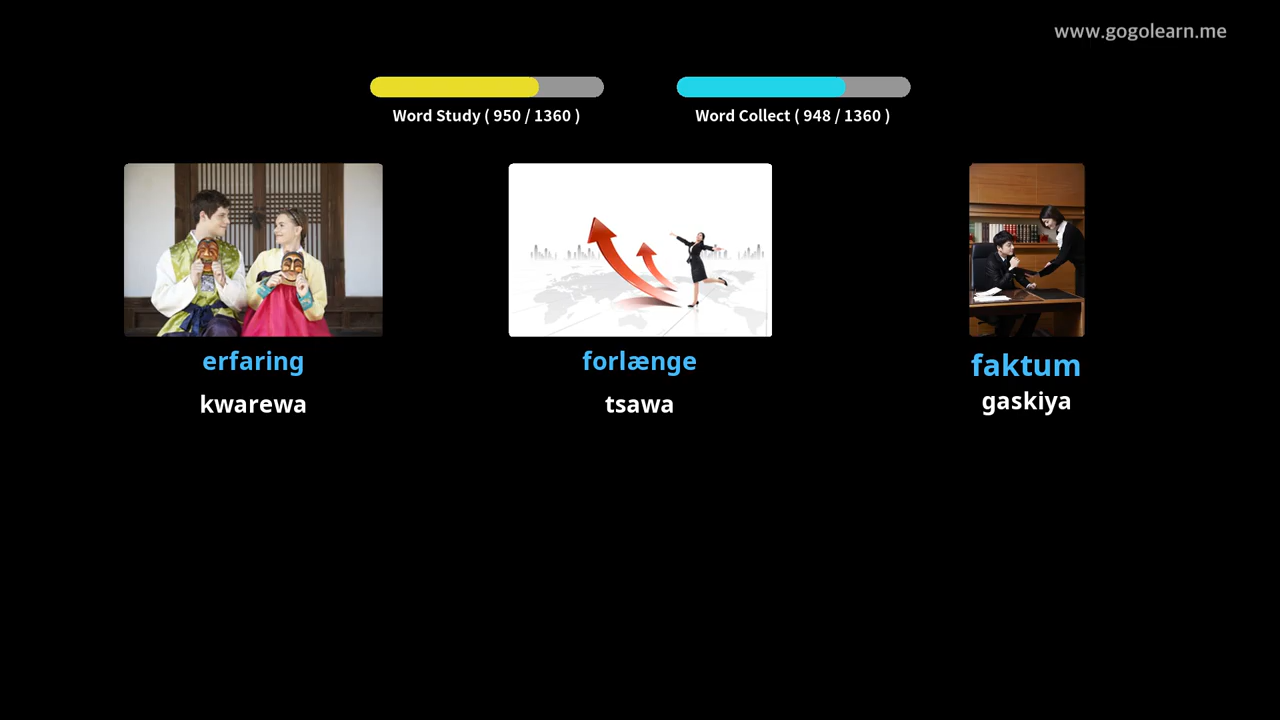 www.gogolearn.me
Word Study ( 950 / 1360 )
Word Collect ( 948 / 1360 )
erfaring
kwarewa
forlænge
tsawa
faktum
gaskiya